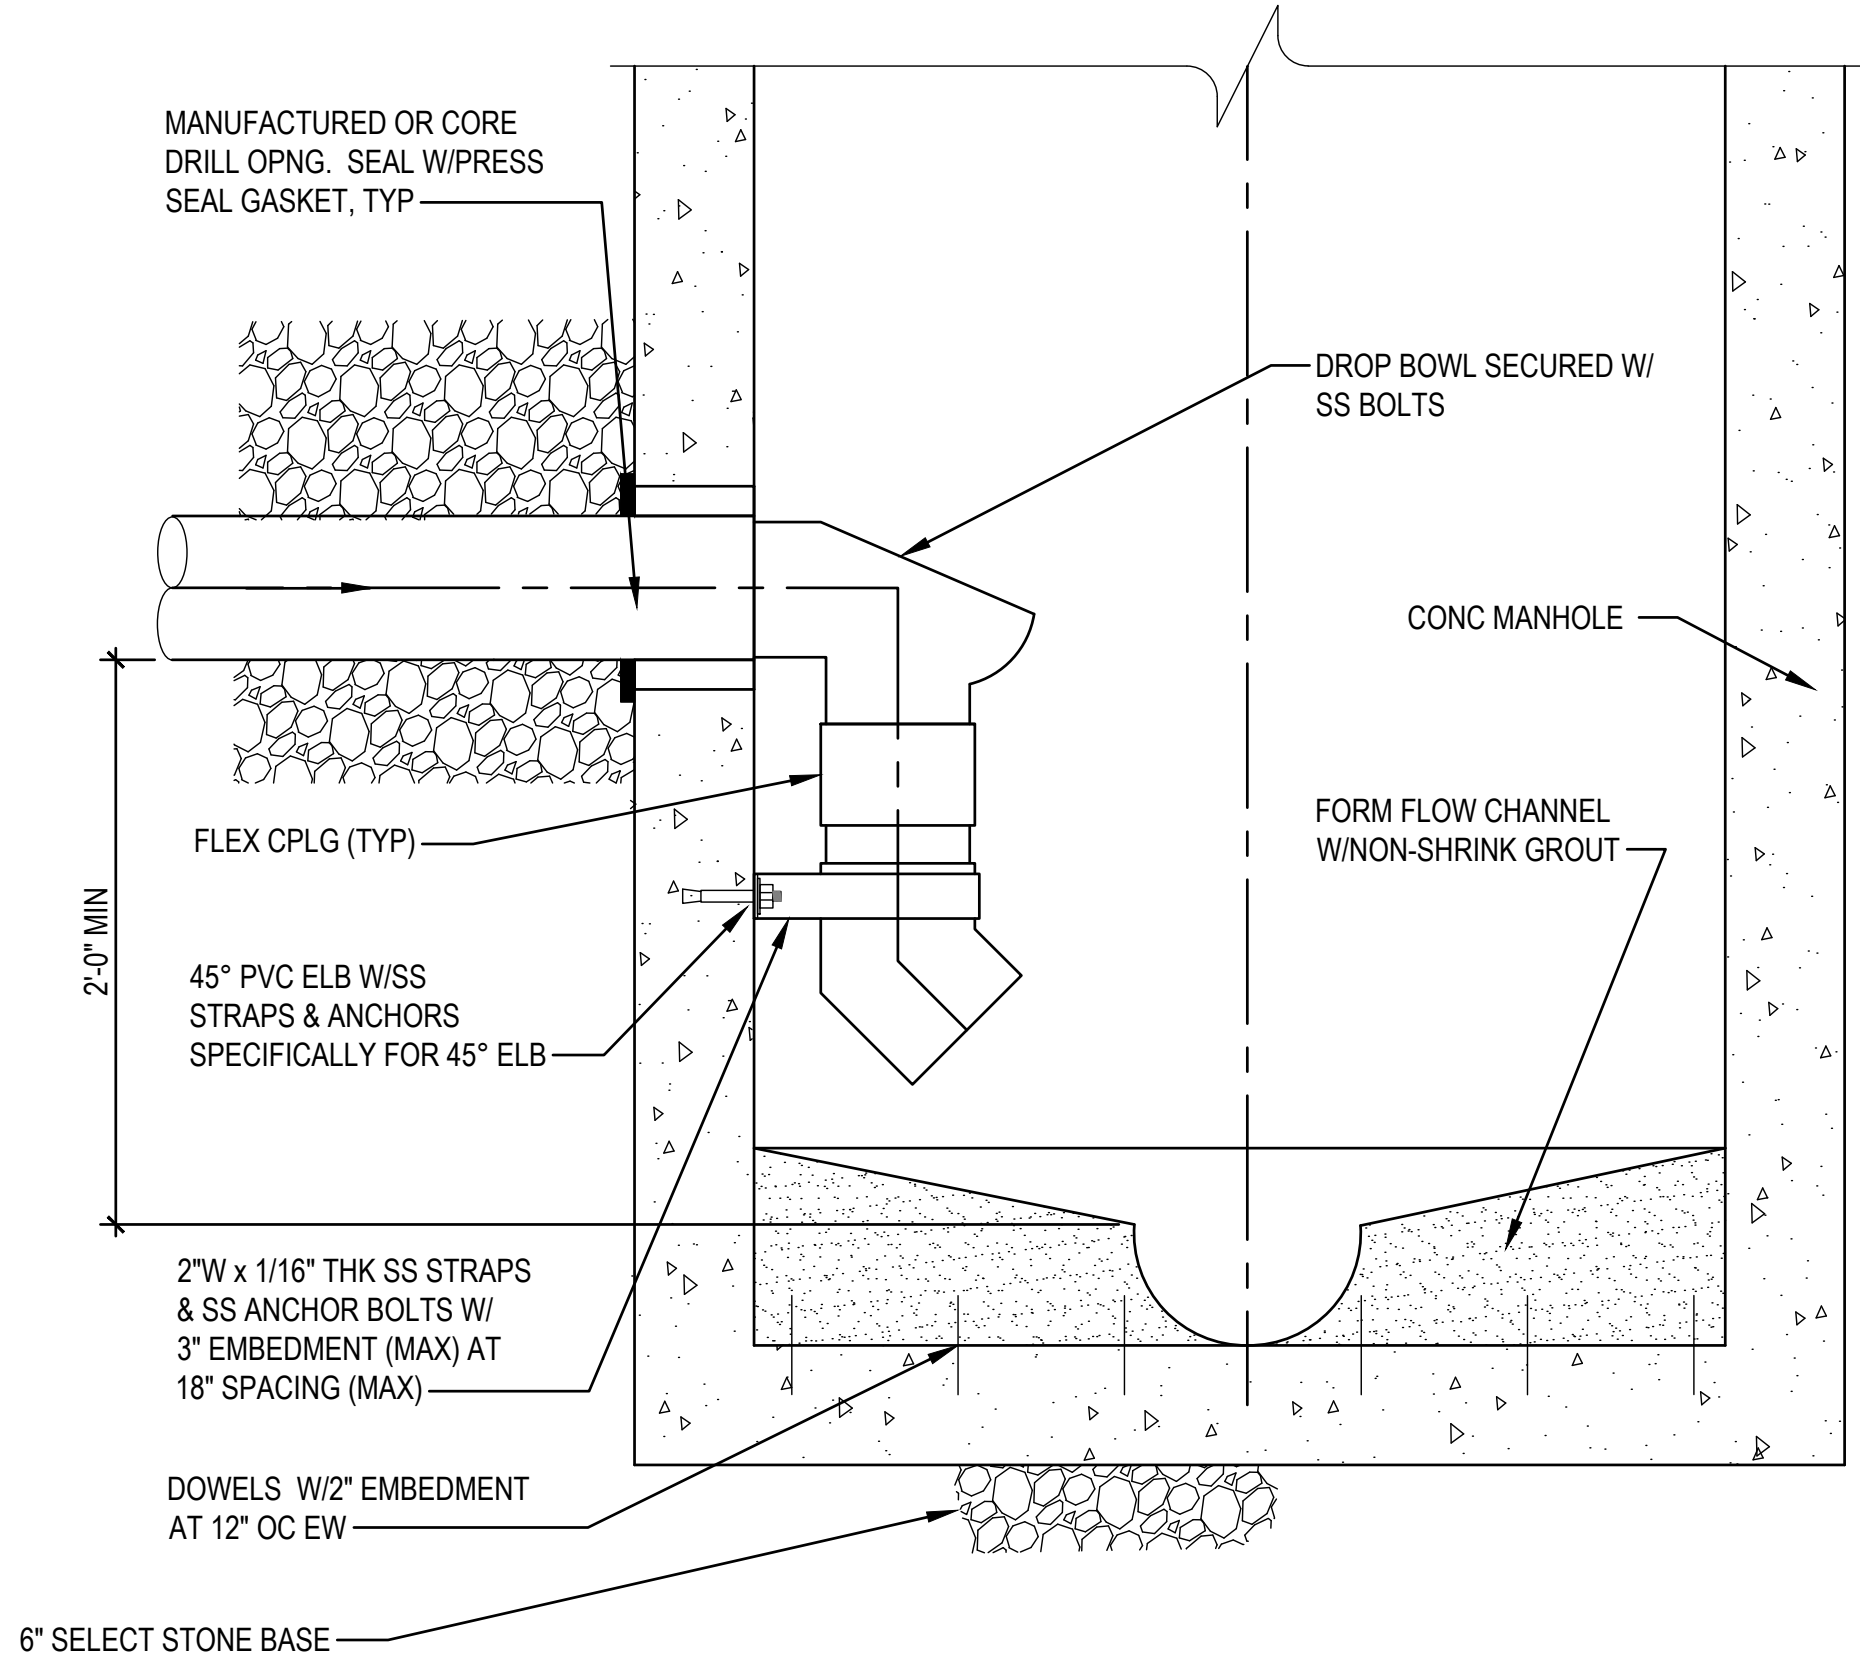 MANUFACTURED OR CORE
DRILL OPNG. SEAL W/PRESS
SEAL GASKET, TYP
DROP BOWL SECURED W/
SS BOLTS
CONC MANHOLE
FORM FLOW CHANNEL
W/NON-SHRINK GROUT
FLEX CPLG (TYP)
2'-0" MIN
45° PVC ELB W/SS
STRAPS & ANCHORS
SPECIFICALLY FOR 45° ELB
2"W x 1/16" THK SS STRAPS
& SS ANCHOR BOLTS W/
3" EMBEDMENT (MAX) AT
18" SPACING (MAX)
DOWELS W/2" EMBEDMENT
AT 12" OC EW
6" SELECT STONE BASE